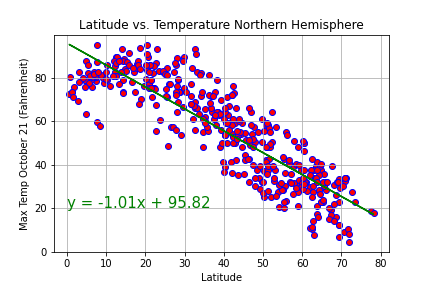 Latitude vs. Temperature Northern Hemisphere
Max Temp October 21 (Fahrenheit)
80
60
40
20
0
y = -1.01x + 95.82
0 10 20 30 40 50 60 70 80
Latitude